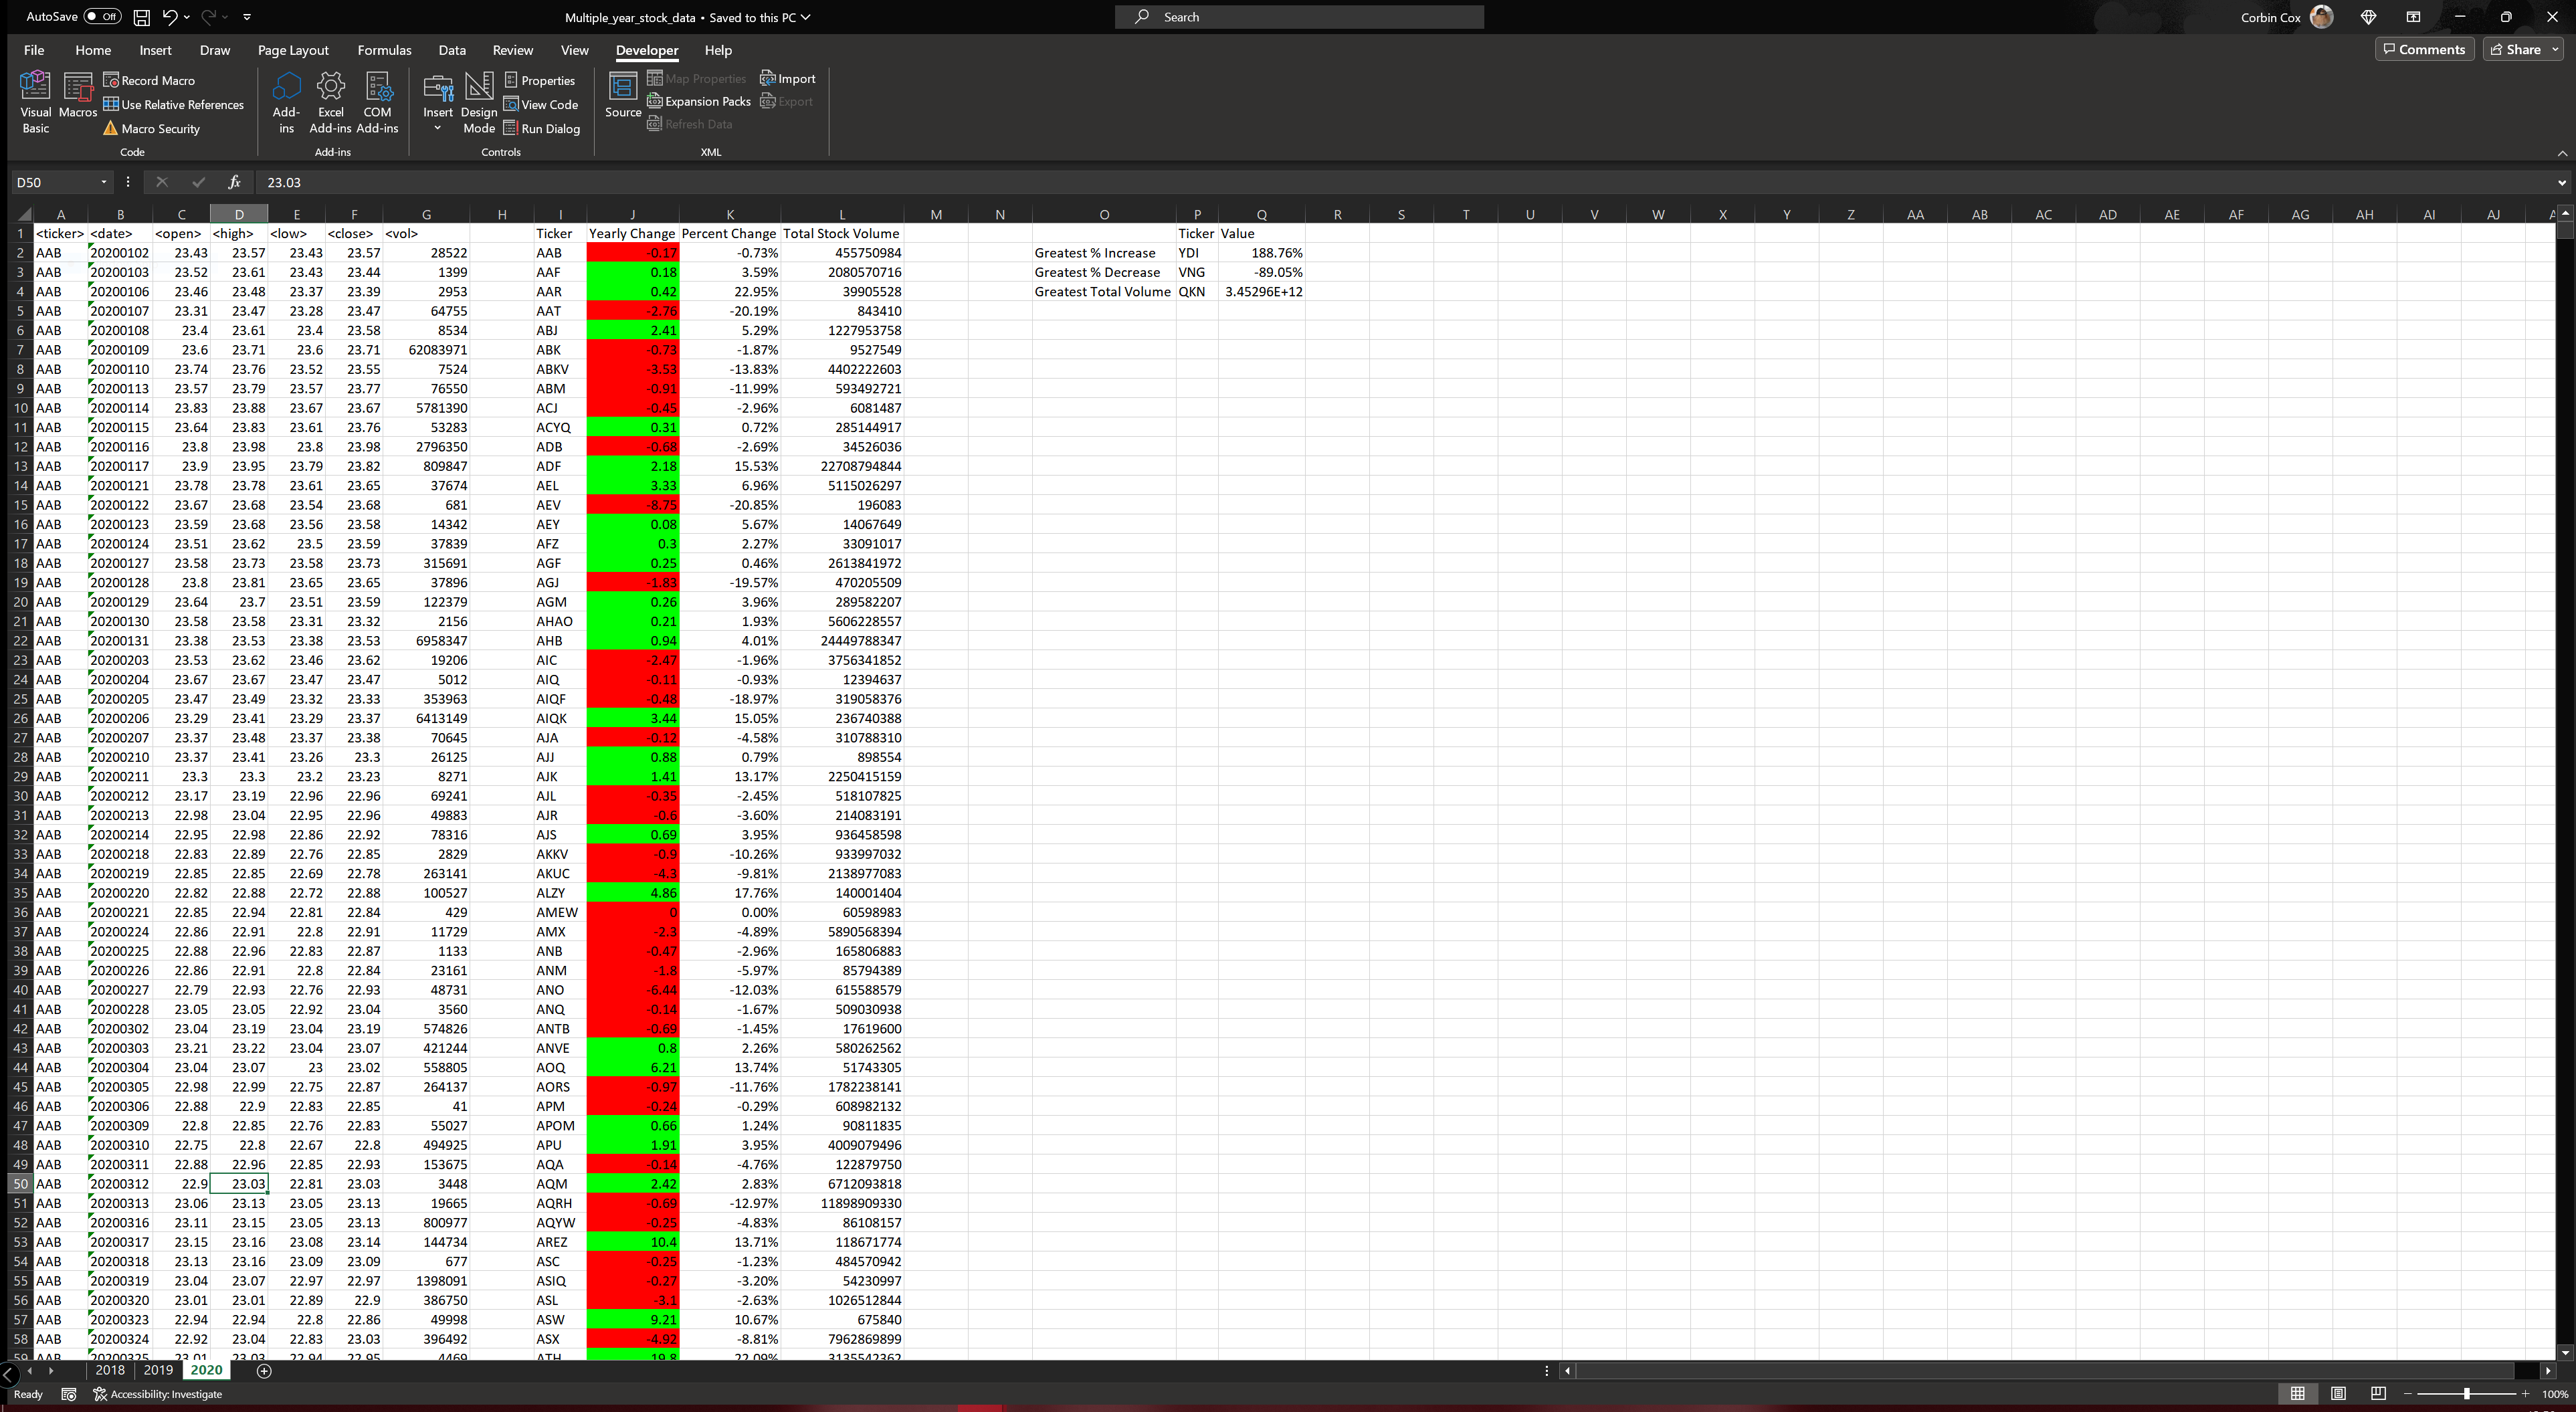 AutoSave Off Multiple_year_stock_data • Saved to this PC Search Corbin Cox
File Home Insert Draw Page Layout Formulas Data Review View Developer Help Comments Share
Visual Basic Macros Record Macro Use Relative References Macro Security Code
Add-ins Excel Add-ins COM Add-ins Add-ins
Insert Design Mode Properties View Code Run Dialog Controls
Source Map Properties Expansion Packs Refresh Data Import Export XML
D50 fx 23.03
A B C D E F G H I J K L M N O P Q R S T U V W X Y Z AA AB AC AD AE AF AG AH AI AJ
1 <ticker> <date> <open> <high> <low> <close> <vol> Ticker Yearly Change Percent Change Total Stock Volume Ticker Value
2 AAB 20200102 23.43 23.57 23.43 23.57 28522 AAB -0.17 -0.73% 455750984 Greatest % Increase YDI 188.76%
3 AAB 20200103 23.52 23.61 23.43 23.44 1399 AAF 0.18 3.59% 2080570716 Greatest % Decrease VNG -89.05%
4 AAB 20200106 23.46 23.48 23.37 23.39 2953 AAR 0.42 22.95% 39905528 Greatest Total Volume QKN 3.45296E+12
5 AAB 20200107 23.31 23.47 23.28 23.47 64755 AAT -2.76 -20.19% 843410
6 AAB 20200108 23.4 23.61 23.4 23.58 8534 ABJ 2.41 5.29% 1227953758
7 AAB 20200109 23.6 23.71 23.6 23.71 62083971 ABK -0.73 -1.87% 9527549
8 AAB 20200110 23.74 23.76 23.52 23.55 7524 ABKV -3.53 -13.83% 4402222603
9 AAB 20200113 23.57 23.79 23.57 23.77 76550 ABM -0.91 -11.99% 593492721
10 AAB 20200114 23.83 23.88 23.67 23.67 5781390 ACJ -0.45 -2.96% 6081487
11 AAB 20200115 23.64 23.83 23.61 23.76 53283 ACYQ 0.31 0.72% 285144917
12 AAB 20200116 23.8 23.98 23.8 23.98 2796350 ADB -0.68 -2.69% 34526036
13 AAB 20200117 23.9 23.95 23.79 23.82 809847 ADF 2.18 15.53% 22708794844
14 AAB 20200121 23.78 23.78 23.61 23.65 37674 AEL 3.33 6.96% 5115026297
15 AAB 20200122 23.67 23.68 23.54 23.68 681 AEV -8.75 -20.85% 196083
16 AAB 20200123 23.59 23.68 23.56 23.58 14342 AEY 0.08 5.67% 14067649
17 AAB 20200124 23.51 23.62 23.5 23.59 37839 AFZ 0.3 2.27% 33091017
18 AAB 20200127 23.58 23.73 23.58 23.73 315691 AGF 0.25 0.46% 2613841972
19 AAB 20200128 23.8 23.81 23.65 23.65 37896 AGJ -1.83 -19.57% 470205509
20 AAB 20200129 23.64 23.7 23.51 23.59 122379 AGM 0.26 3.96% 289582207
21 AAB 20200130 23.58 23.58 23.31 23.32 2156 AHAO 0.21 1.93% 5606228557
22 AAB 20200131 23.38 23.53 23.38 23.53 6958347 AHB 0.94 4.01% 24449788347
23 AAB 20200203 23.53 23.62 23.46 23.62 19206 AIC -2.47 -1.96% 3756341852
24 AAB 20200204 23.67 23.67 23.47 23.47 5012 AIQ -0.11 -0.93% 12394637
25 AAB 20200205 23.47 23.49 23.32 23.33 353963 AIQF -0.48 -18.97% 319058376
26 AAB 20200206 23.29 23.41 23.29 23.37 6413149 AIQK 3.44 15.05% 236740388
27 AAB 20200207 23.37 23.48 23.37 23.38 70645 AJA -0.12 -4.58% 310788310
28 AAB 20200210 23.37 23.41 23.26 23.3 26125 AJJ 0.88 0.79% 898554
29 AAB 20200211 23.3 23.3 23.2 23.23 8271 AJK 1.41 13.17% 2250415159
30 AAB 20200212 23.17 23.19 22.96 22.96 69241 AJL -0.35 -2.45% 518107825
31 AAB 20200213 22.98 23.04 22.95 22.96 49883 AJR -0.6 -3.60% 214083191
32 AAB 20200214 22.95 22.98 22.86 22.92 78316 AJS 0.69 3.95% 936458598
33 AAB 20200218 22.83 22.89 22.76 22.85 2829 AKKV -0.9 -10.26% 933997032
34 AAB 20200219 22.85 22.85 22.69 22.78 263141 AKUC -4.3 -9.81% 2138977083
35 AAB 20200220 22.82 22.88 22.72 22.88 100527 ALZY 4.86 17.76% 140001404
36 AAB 20200221 22.85 22.94 22.81 22.84 429 AMEW 0 0.00% 60598983
37 AAB 20200224 22.86 22.91 22.8 22.91 11729 AMX -2.3 -4.89% 5890568394
38 AAB 20200225 22.88 22.96 22.83 22.87 1133 ANB -0.47 -2.96% 165806883
39 AAB 20200226 22.86 22.91 22.8 22.84 23161 ANM -1.8 -5.97% 85794389
40 AAB 20200227 22.79 22.93 22.76 22.93 48731 ANO -6.44 -12.03% 615588579
41 AAB 20200228 23.05 23.05 22.92 23.04 3560 ANQ -0.14 -1.67% 509030938
42 AAB 20200302 23.04 23.19 23.04 23.19 574826 ANTB -0.69 -1.45% 17619600
43 AAB 20200303 23.21 23.22 23.04 23.07 421244 ANVE 0.8 2.26% 580262562
44 AAB 20200304 23.04 23.07 23 23.02 558805 AOQ 6.21 13.74% 51743305
45 AAB 20200305 22.98 22.99 22.75 22.87 264137 AORS -0.97 -11.76% 1782238141
46 AAB 20200306 22.88 22.9 22.83 22.85 41 APM -0.24 -0.29% 608982132
47 AAB 20200309 22.8 22.85 22.76 22.83 55027 APOM 0.66 1.24% 90811835
48 AAB 20200310 22.75 22.8 22.67 22.8 494925 APU 1.91 3.95% 4009079496
49 AAB 20200311 22.88 22.96 22.85 22.93 153675 AQA -0.14 -4.76% 122879750
50 AAB 20200312 22.9 23.03 22.81 23.03 3448 AQM 2.42 2.83% 6712093818
51 AAB 20200313 23.06 23.13 23.05 23.13 19665 AQRH -0.69 -12.97% 11898909330
52 AAB 20200316 23.11 23.15 23.05 23.13 800977 AQYW -0.25 -4.83% 86108157
53 AAB 20200317 23.15 23.16 23.08 23.14 144734 AREZ 10.4 13.71% 118671774
54 AAB 20200318 23.13 23.16 23.09 23.09 677 ASC -0.25 -1.23% 484570942
55 AAB 20200319 23.04 23.07 22.97 22.97 1398091 ASIQ -0.27 -3.20% 54230997
56 AAB 20200320 23.01 23.01 22.89 22.9 386750 ASL -3.1 -2.63% 1026512844
57 AAB 20200323 22.94 22.94 22.8 22.86 49998 ASW 9.21 10.67% 675840
58 AAB 20200324 22.92 23.04 22.83 23.03 396492 ASX -4.92 -8.81% 7962869899
59 AAB 20200325 23.01 23.03 22.94 22.95 4469 ATH 19.8 22.09% 3135542362
2018 2019 2020
Ready Accessibility: Investigate 100%